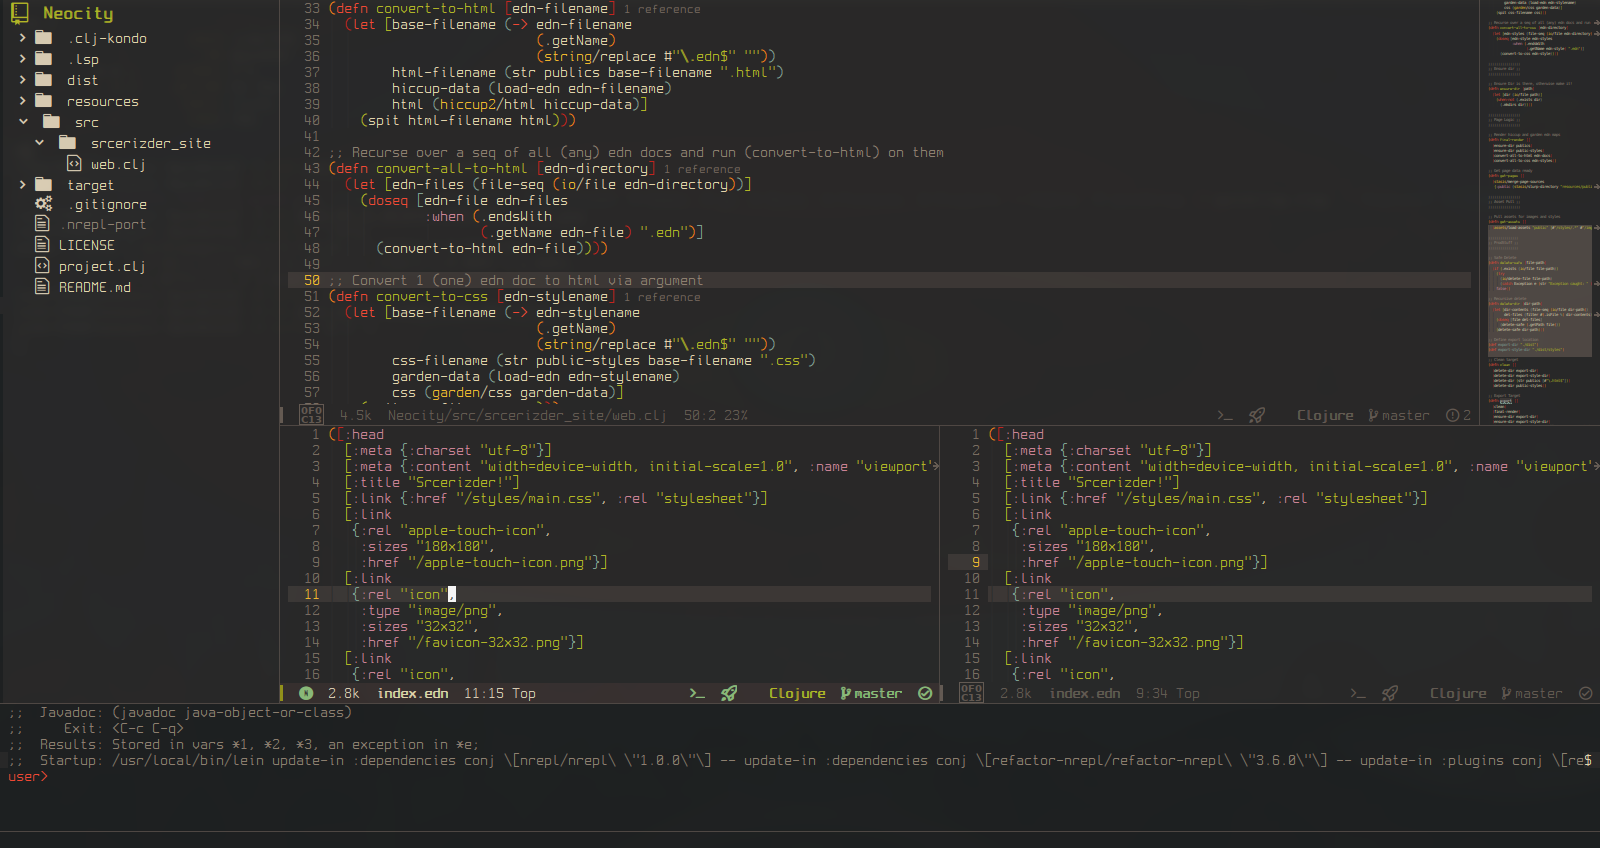 Neocity
.clj-kondo
.lsp
dist
resources
src
srcerizder_site
web.clj
target
.gitignore
.nrepl-port
LICENSE
project.clj
README.md
33 (defn convert-to-html [edn-filename] 1 reference
34 (let [base-filename (-> edn-filename
35 (.getName)
36 (string/replace #"\.edn$" ""))
37 html-filename (str publics base-filename ".html")
38 hiccup-data (load-edn edn-filename)
39 html (hiccup2/html hiccup-data)]
40 (spit html-filename html)))
41
42 ;; Recurse over a seq of all (any) edn docs and run (convert-to-html) on them
43 (defn convert-all-to-html [edn-directory] 1 reference
44 (let [edn-files (file-seq (io/file edn-directory))]
45 (doseq [edn-file edn-files
46 :when (.endsWith
47 (.getName edn-file) ".edn")]
48 (convert-to-html edn-file))))
49
50 ;; Convert 1 (one) edn doc to html via argument
51 (defn convert-to-css [edn-stylename] 1 reference
52 (let [base-filename (-> edn-stylename
53 (.getName)
54 (string/replace #"\.edn$" ""))
55 css-filename (str public-styles base-filename ".css")
56 garden-data (load-edn edn-stylename)
57 css (garden/css garden-data)]
0F0 C13 4.5k Neocity/src/srcerizder_site/web.clj 50:2 23% >_ Clojure master 2
1 ([:head
2 [:meta {:charset "utf-8"}]
3 [:meta {:content "width=device-width, initial-scale=1.0", :name "viewport"
4 [:title "Srcerizder!"]
5 [:link {:href "/styles/main.css", :rel "stylesheet"}]
6 [:link
7 {:rel "apple-touch-icon",
8 :sizes "180x180",
9 :href "/apple-touch-icon.png"}]
10 [:link
11 {:rel "icon",
12 :type "image/png",
13 :sizes "32x32",
14 :href "/favicon-32x32.png"}]
15 [:link
16 {:rel "icon",
N 2.8k index.edn 11:15 Top >_ Clojure master
1 ([:head
2 [:meta {:charset "utf-8"}]
3 [:meta {:content "width=device-width, initial-scale=1.0", :name "viewport"
4 [:title "Srcerizder!"]
5 [:link {:href "/styles/main.css", :rel "stylesheet"}]
6 [:link
7 {:rel "apple-touch-icon",
8 :sizes "180x180",
9 :href "/apple-touch-icon.png"}]
10 [:link
11 {:rel "icon",
12 :type "image/png",
13 :sizes "32x32",
14 :href "/favicon-32x32.png"}]
15 [:link
16 {:rel "icon",
0F0 C13 2.8k index.edn 9:34 Top >_ Clojure master
;; Javadoc: (javadoc java-object-or-class)
;; Exit: <C-c C-q>
;; Results: Stored in vars *1, *2, *3, an exception in *e;
;; Startup: /usr/local/bin/lein update-in :dependencies conj \[nrepl/nrepl\ \"1.0.0\"\] -- update-in :dependencies conj \[refactor-nrepl/refactor-nrepl\ \"3.6.0\"\] -- update-in :plugins conj \[re$
user>